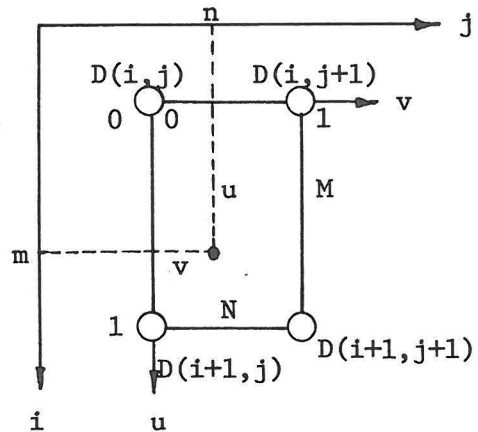 n
j
D(i,j) D(i,j+1)
0 0 1 v
u M
m
v
N
1
D(i+1,j) D(i+1,j+1)
i u